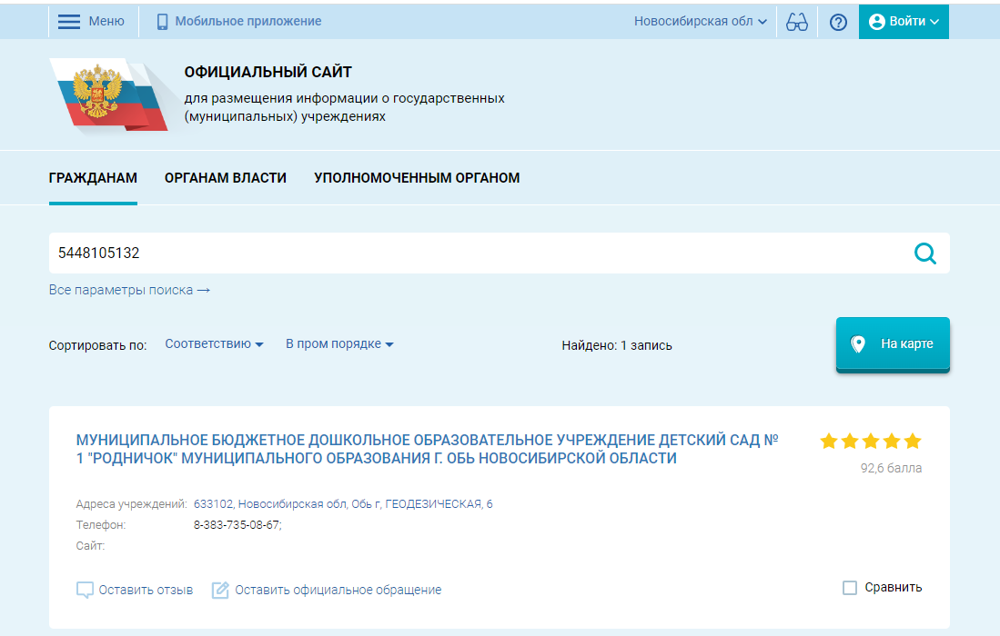 Меню Мобильное приложение Новосибирская обл Войти
ОФИЦИАЛЬНЫЙ САЙТ
для размещения информации о государственных
(муниципальных) учреждениях
ГРАЖДАНАМ ОРГАНАМ ВЛАСТИ УПОЛНОМОЧЕННЫМ ОРГАНОМ
5448105132
Все параметры поиска →
Сортировать по: Соответствию В пром порядке Найдено: 1 запись На карте
МУНИЦИПАЛЬНОЕ БЮДЖЕТНОЕ ДОШКОЛЬНОЕ ОБРАЗОВАТЕЛЬНОЕ УЧРЕЖДЕНИЕ ДЕТСКИЙ САД №
1 "РОДНИЧОК" МУНИЦИПАЛЬНОГО ОБРАЗОВАНИЯ Г. ОБЬ НОВОСИБИРСКОЙ ОБЛАСТИ
92,6 балла
Адреса учреждений: 633102, Новосибирская обл, Обь г, ГЕОДЕЗИЧЕСКАЯ, 6
Телефон: 8-383-735-08-67;
Сайт:
Оставить отзыв Оставить официальное обращение Сравнить